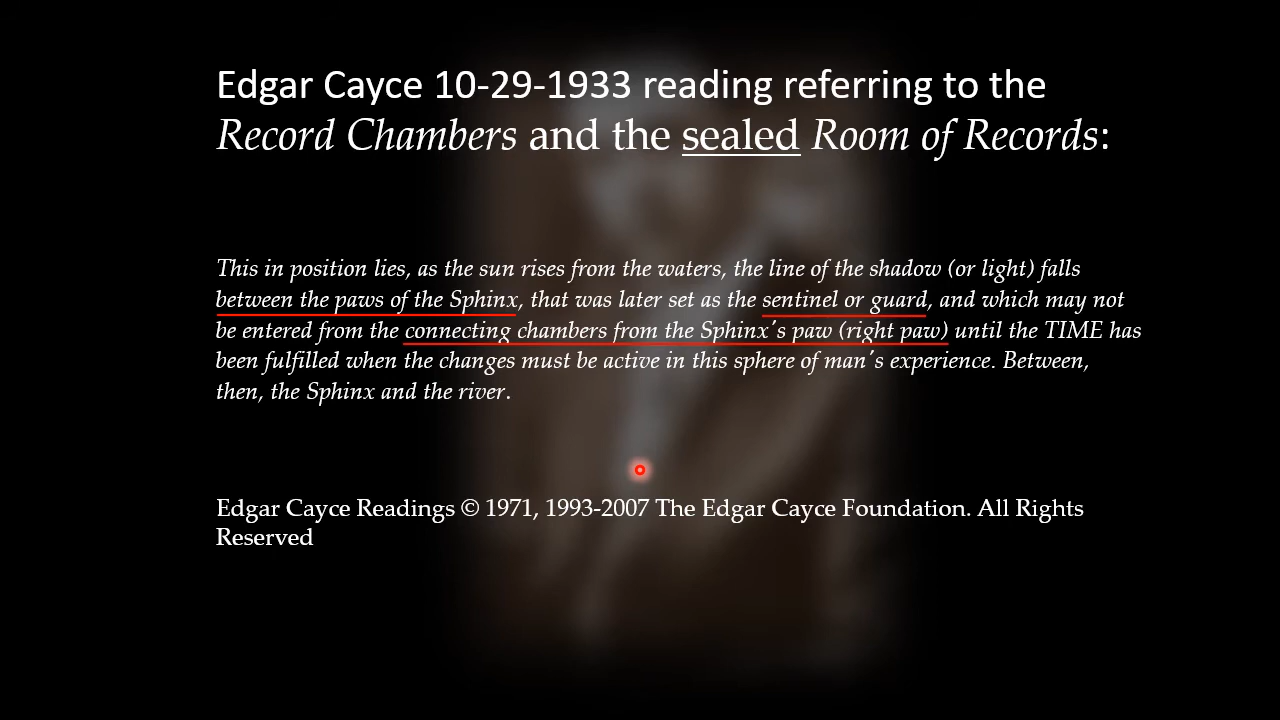 Edgar Cayce 10-29-1933 reading referring to the
Record Chambers and the sealed Room of Records:
This in position lies, as the sun rises from the waters, the line of the shadow (or light) falls
between the paws of the Sphinx, that was later set as the sentinel or guard, and which may not
be entered from the connecting chambers from the Sphinx's paw (right paw) until the TIME has
been fulfilled when the changes must be active in this sphere of man's experience. Between,
then, the Sphinx and the river.
Edgar Cayce Readings © 1971, 1993-2007 The Edgar Cayce Foundation. All Rights
Reserved